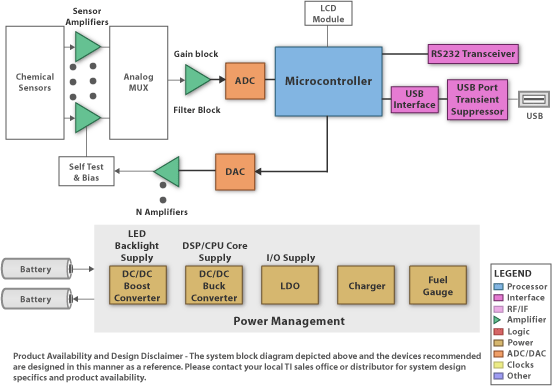 Sensor
Amplifiers
LCD
Module
Chemical
Sensors
Analog
MUX
Gain block
Filter Block
ADC
Microcontroller
RS232 Transceiver
USB
Interface
USB Port
Transient
Suppressor
USB
Self Test
& Bias
DAC
N Amplifiers
Battery
Battery
LED
Backlight
Supply
DC/DC
Boost
Converter
DSP/CPU Core
Supply
DC/DC
Buck
Converter
I/O Supply
LDO
Charger
Fuel
Gauge
Power Management
LEGEND
Processor
Interface
RF/IF
Amplifier
Logic
Power
ADC/DAC
Clocks
Other
Product Availability and Design Disclaimer - The system block diagram depicted above and the devices recommended
are designed in this manner as a reference. Please contact your local TI sales office or distributor for system design
specifics and product availability.